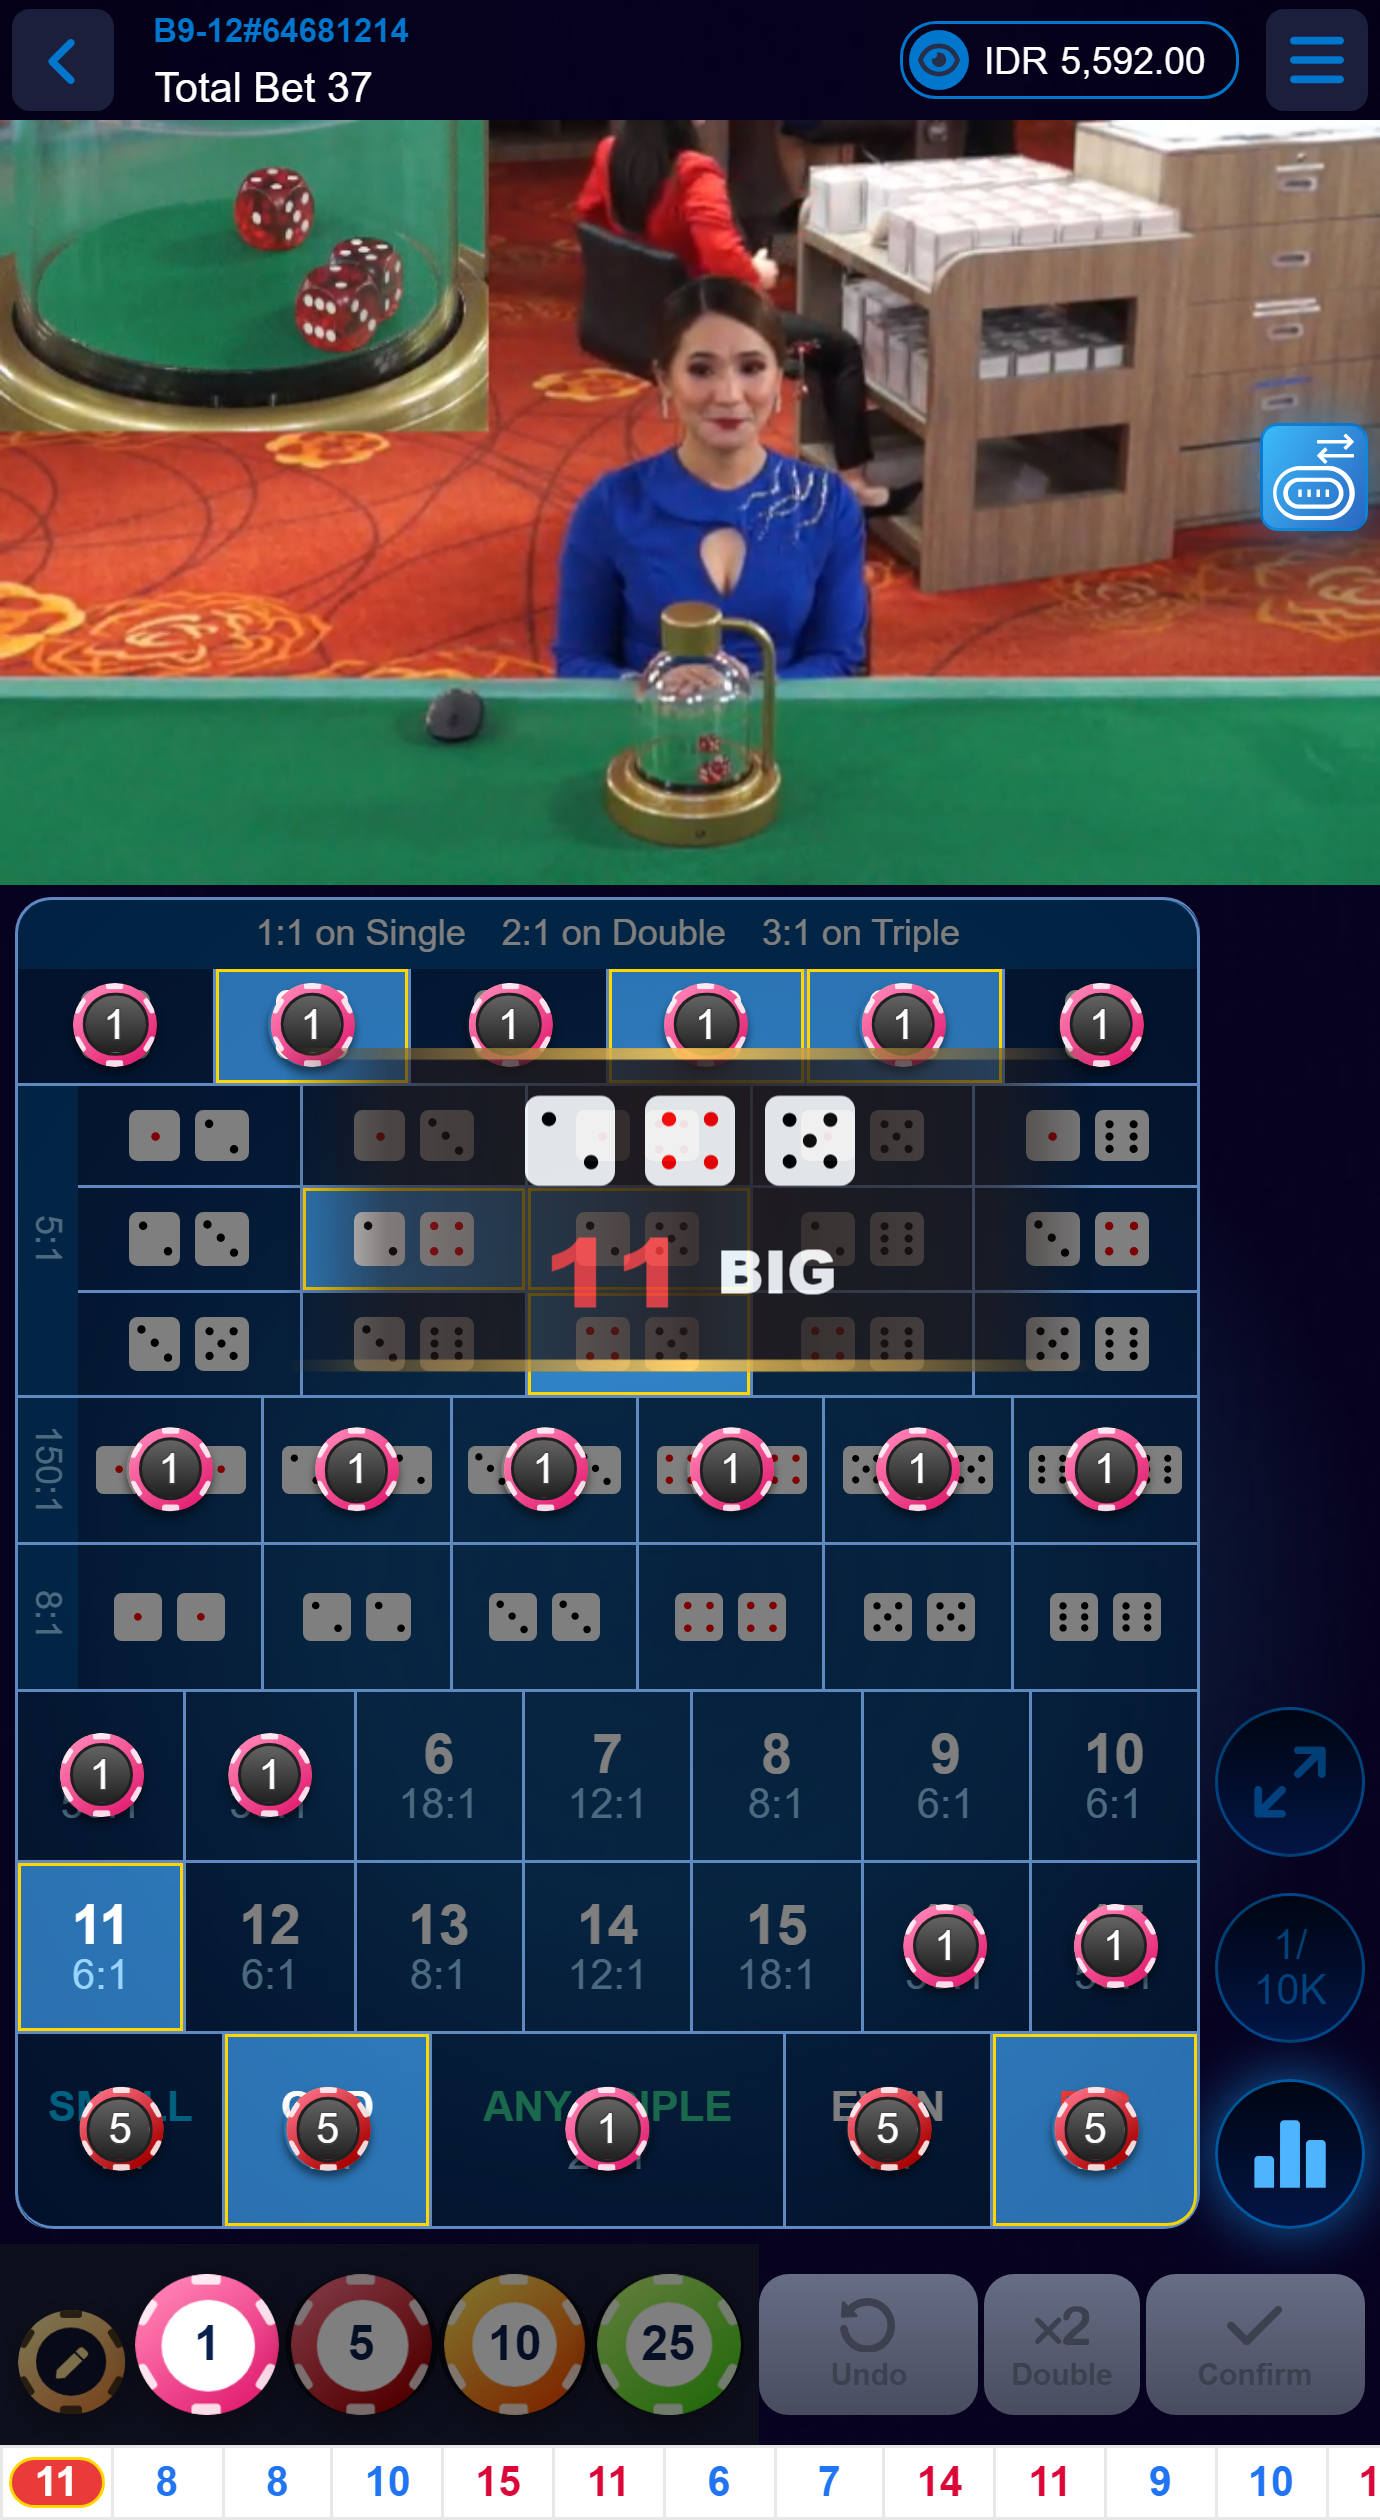 B9-12#64681214
Total Bet 37
IDR 5,592.00
1:1 on Single 2:1 on Double 3:1 on Triple
1 1 1 1 1 1
5:1
11 BIG
150:1
1 1 1 1 1 1
8:1
1 1 6 7 8 9 10
18:1 12:1 8:1 6:1 6:1
11 12 13 14 15 1 1
6:1 6:1 8:1 12:1 18:1
1/
10K
5 5 1 5 5
1 5 10 25
x2
Undo Double Confirm
11 8 8 10 15 11 6 7 14 11 9 10